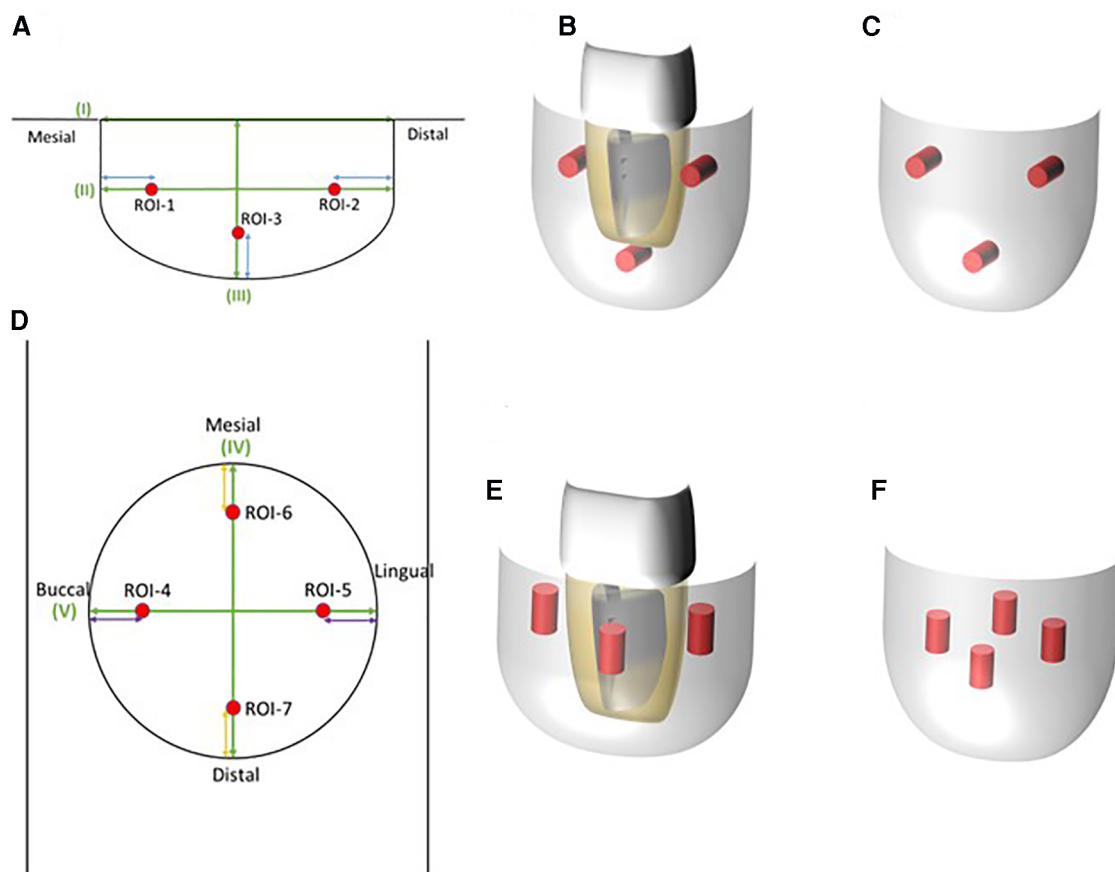 A
B
C
(I)
Mesial
Distal
(II)
ROI-1
ROI-2
ROI-3
(III)
D
Mesial
(IV)
E
F
ROI-6
Lingual
Buccal
ROI-4
ROI-5
(V)
ROI-7
Distal